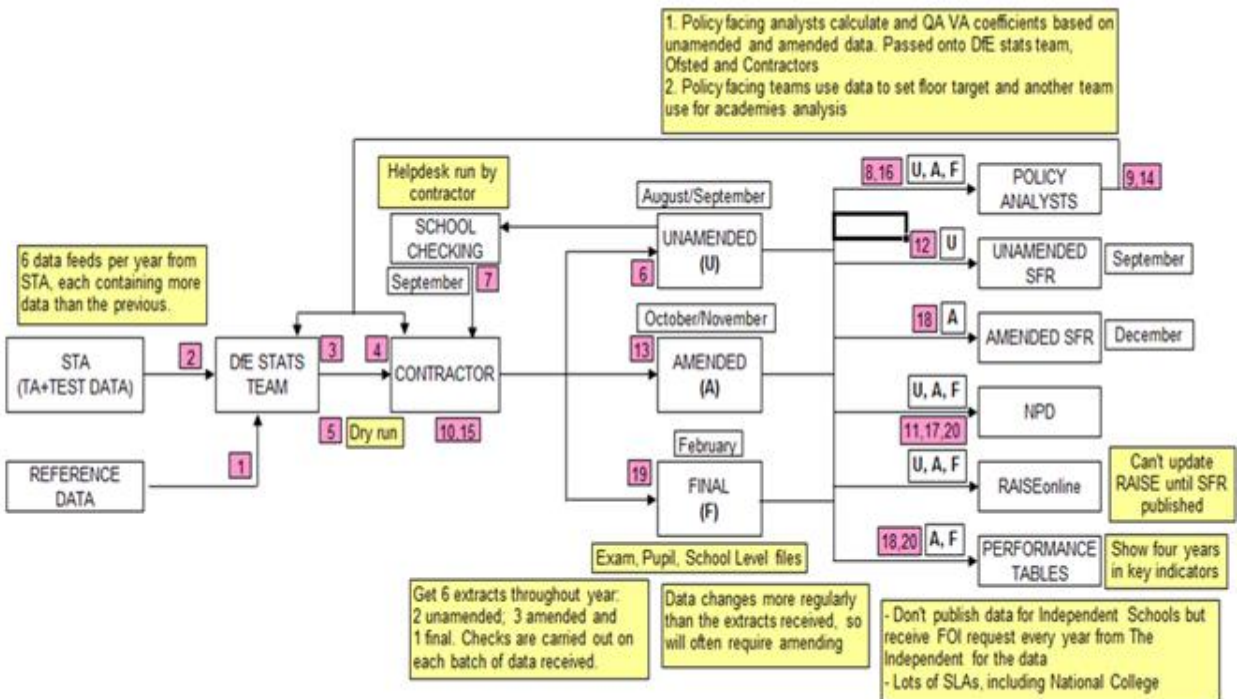 1. Policy facing analysts calculate and QA VA coefficients based on
unamended and amended data. Passed onto DfE stats team,
Ofsted and Contractors
2. Policy facing teams use data to set floor target and another team
use for academies analysis
Helpdesk run by
contractor
SCHOOL
CHECKING
September
7
August/September
UNAMENDED
(U)
6
8,16
U, A, F
POLICY
ANALYSTS
9,14
12
U
UNAMENDED
SFR
September
6 data feeds per year from
STA, each containing more
data than the previous.
STA
(TA+TEST DATA)
2
DfE STATS
TEAM
3
4
CONTRACTOR
5
Dry run
10,15
October/November
13
AMENDED
(A)
18
A
AMENDED SFR
December
REFERENCE
DATA
1
U, A, F
11,17,20
NPD
February
19
FINAL
(F)
U, A, F
RAISEonline
Can't update
RAISE until SFR
published
18,20
A, F
PERFORMANCE
TABLES
Show four years
in key indicators
Exam, Pupil, School Level files
Get 6 extracts throughout year:
2 unamended; 3 amended and
1 final. Checks are carried out on
each batch of data received.
Data changes more regularly
than the extracts received, so
will often require amending
- Don't publish data for Independent Schools but
receive FOI request every year from The
Independent for the data
- Lots of SLAs, including National College